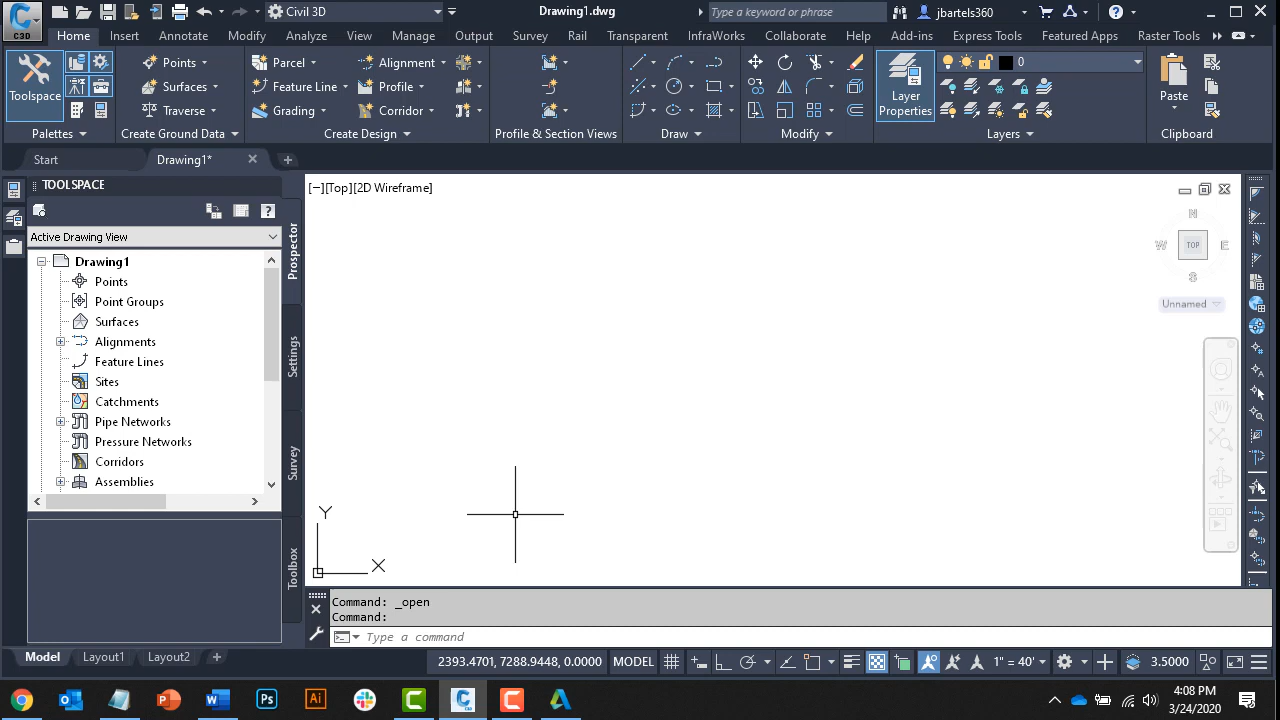 Civil 3D
Drawing1.dwg
Type a keyword or phrase
jbartels360
C3D
Home Insert Annotate Modify Analyze View Manage Output Survey Rail Transparent InfraWorks Collaborate Help Add-ins Express Tools Featured Apps Raster Tools
Toolspace
Points
Surfaces
Traverse
Parcel
Feature Line
Grading
Alignment
Profile
Corridor
0
Layer
Properties
Paste
Palettes Create Ground Data Create Design Profile & Section Views Draw Modify Layers Clipboard
Start Drawing1*
TOOLSPACE
[−][Top][2D Wireframe]
Active Drawing View
Drawing1
Points
Point Groups
Surfaces
Alignments
Feature Lines
Sites
Catchments
Pipe Networks
Pressure Networks
Corridors
Assemblies
Prospector
Settings
Survey
Toolbox
N
W TOP E
S
Unnamed
Y
X
Command: _open
Command:
Type a command
Model Layout1 Layout2
2393.4701, 7288.9448, 0.0000 MODEL 1" = 40' 3.5000
C3D
4:08 PM
3/24/2020